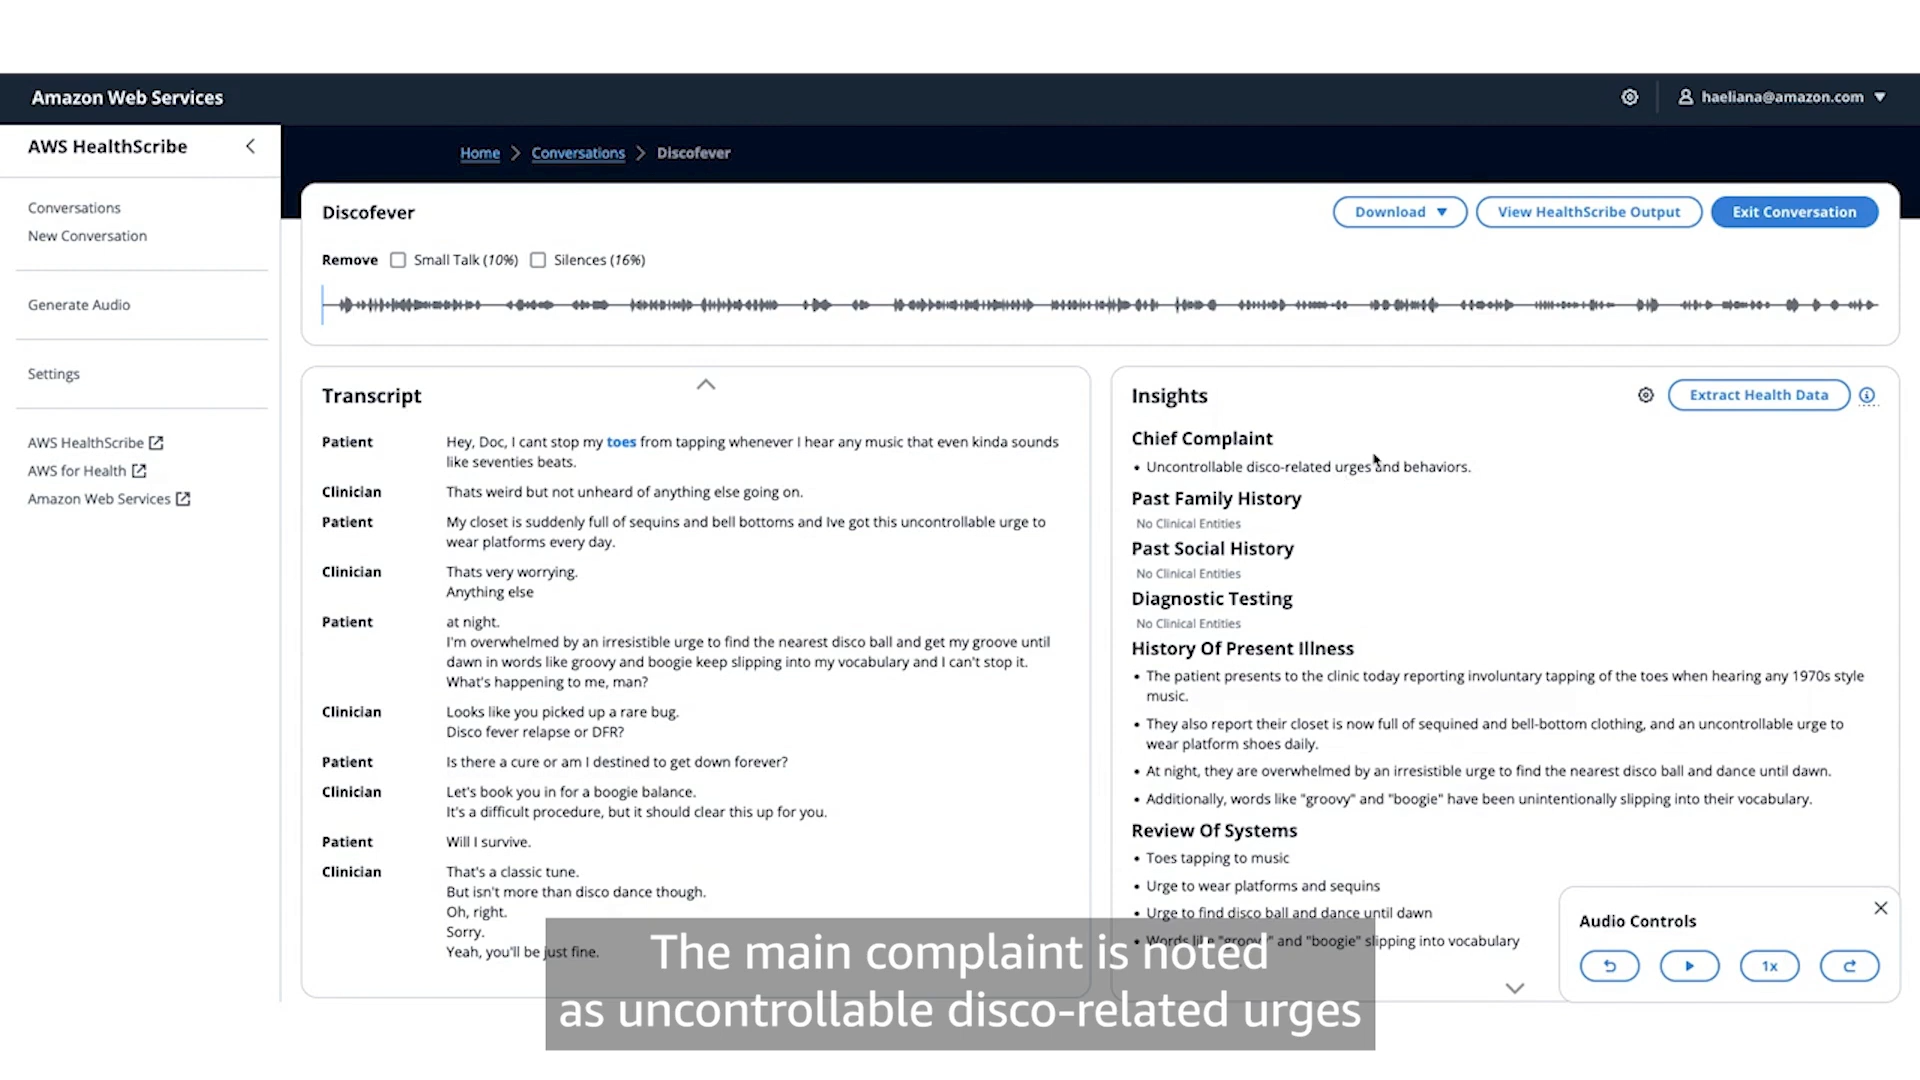 Amazon Web Services
haeliana@amazon.com
AWS HealthScribe
Home > Conversations > Discofever
Conversations
New Conversation
Generate Audio
Settings
AWS HealthScribe
AWS for Health
Amazon Web Services
Discofever
Download
View HealthScribe Output
Exit Conversation
Remove Small Talk (10%) Silences (16%)
Transcript
Patient
Hey, Doc, I cant stop my toes from tapping whenever I hear any music that even kinda sounds
like seventies beats.
Clinician
Thats weird but not unheard of anything else going on.
Patient
My closet is suddenly full of sequins and bell bottoms and Ive got this uncontrollable urge to
wear platforms every day.
Clinician
Thats very worrying.
Anything else
Patient
at night.
I'm overwhelmed by an irresistible urge to find the nearest disco ball and get my groove until
dawn in words like groovy and boogie keep slipping into my vocabulary and I can't stop it.
What's happening to me, man?
Clinician
Looks like you picked up a rare bug.
Disco fever relapse or DFR?
Patient
Is there a cure or am I destined to get down forever?
Clinician
Let's book you in for a boogie balance.
It's a difficult procedure, but it should clear this up for you.
Patient
Will I survive.
Clinician
That's a classic tune.
But isn't more than disco dance though.
Oh, right.
Sorry.
Yeah, you'll be just fine.
Insights
Extract Health Data
Chief Complaint
• Uncontrollable disco-related urges and behaviors.
Past Family History
No Clinical Entities
Past Social History
No Clinical Entities
Diagnostic Testing
No Clinical Entities
History Of Present Illness
• The patient presents to the clinic today reporting involuntary tapping of the toes when hearing any 1970s style
music.
• They also report their closet is now full of sequined and bell-bottom clothing, and an uncontrollable urge to
wear platform shoes daily.
• At night, they are overwhelmed by an irresistible urge to find the nearest disco ball and dance until dawn.
• Additionally, words like "groovy" and "boogie" have been unintentionally slipping into their vocabulary.
Review Of Systems
• Toes tapping to music
• Urge to wear platforms and sequins
• Urge to find disco ball and dance until dawn
• Words like "groovy" and "boogie" slipping into vocabulary
Audio Controls
1x
The main complaint is noted
as uncontrollable disco-related urges